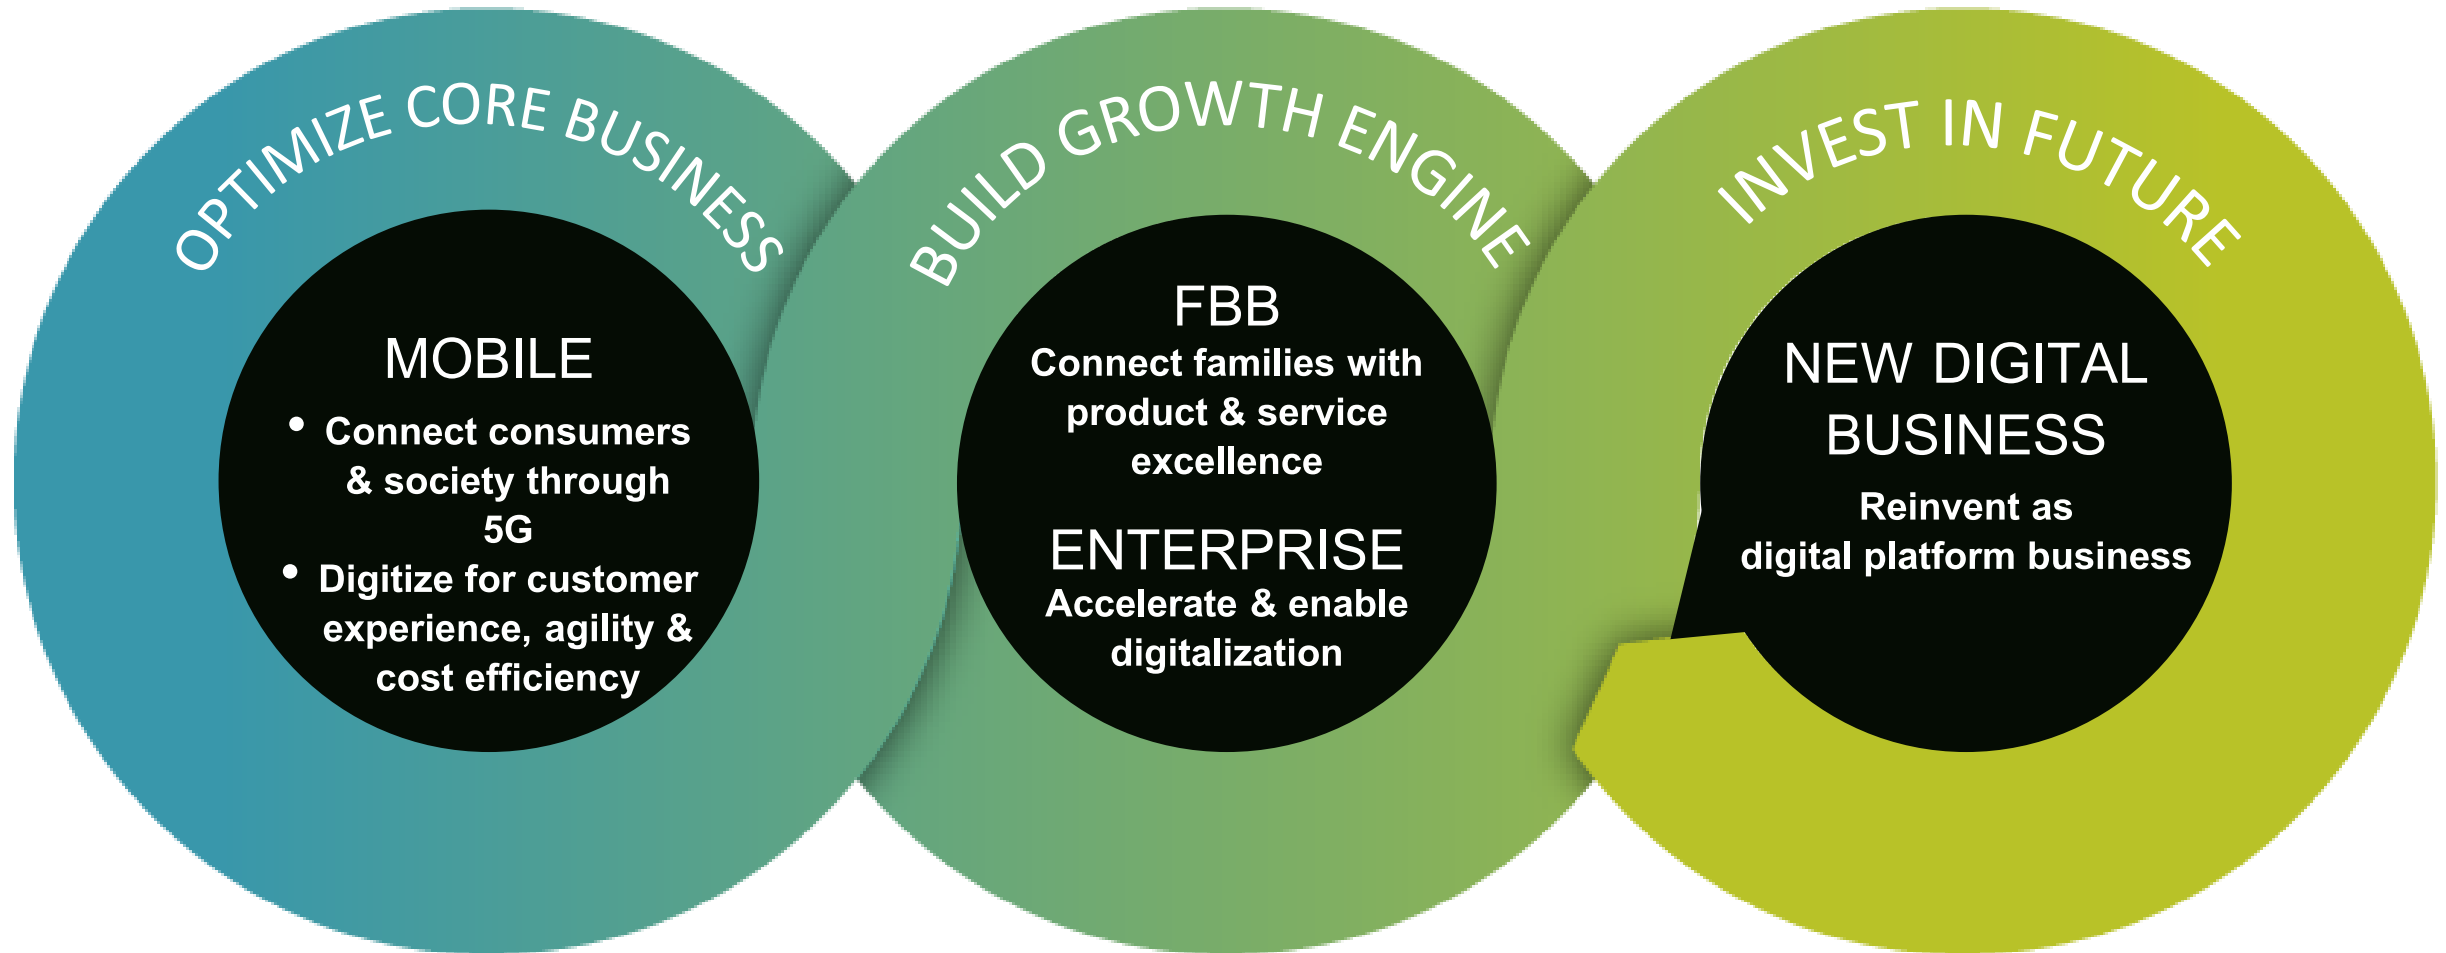 OPTIMIZE CORE BUSINESS
MOBILE
• Connect consumers
& society through
5G
• Digitize for customer
experience, agility &
cost efficiency
BUILD GROWTH ENGINE
FBB
Connect families with
product & service
excellence
ENTERPRISE
Accelerate & enable
digitalization
INVEST IN FUTURE
NEW DIGITAL
BUSINESS
Reinvent as
digital platform business